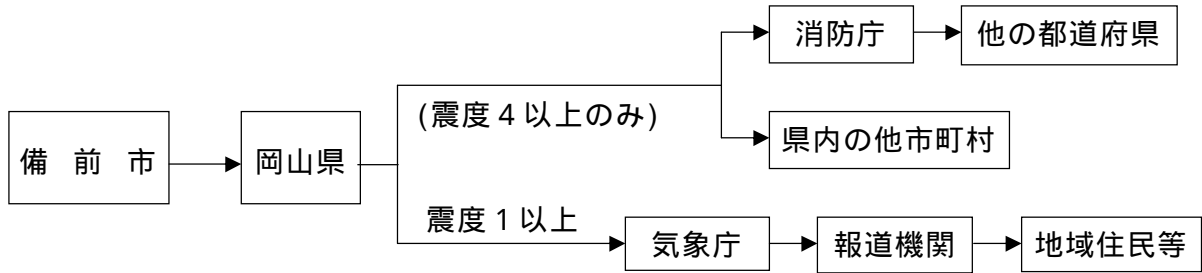 消防庁
他の都道府県
(震度４以上のみ)
備 前 市
岡山県
県内の他市町村
震度１以上
気象庁
報道機関
地域住民等